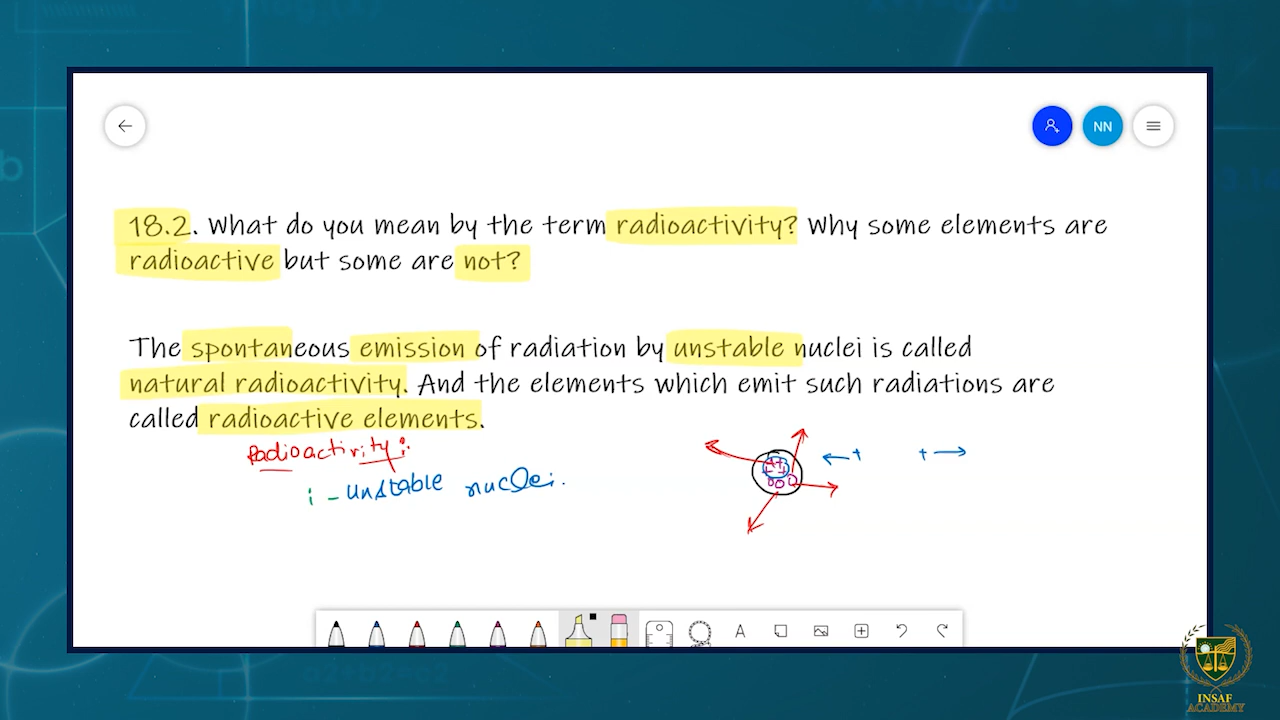 NN
18.2. What do you mean by the term radioactivity? Why some elements are
radioactive but some are not?
The spontaneous emission of radiation by unstable nuclei is called
natural radioactivity. And the elements which emit such radiations are
called radioactive elements.
Radioactivity:
i - unstable nuclei.
+ +
A
INSAF
ACADEMY